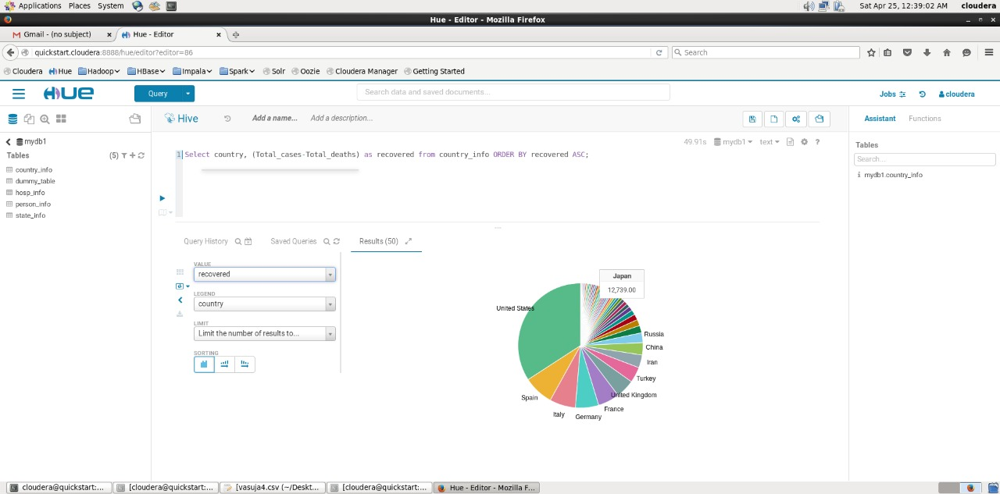 Applications Places System Sat Apr 25, 12:39:02 AM cloudera
Hue - Editor - Mozilla Firefox
Gmail - (no subject) Hue - Editor
quickstart.cloudera:8888/hue/editor?editor=86 Search
Cloudera Hue Hadoop HBase Impala Spark Solr Oozie Cloudera Manager Getting Started
HUE Query Search data and saved documents... Jobs cloudera
Hive Add a name... Add a description... Assistant Functions
mydb1 49.91s mydb1 text ?
Tables (5) Tables
1 Select country, (Total_cases-Total_deaths) as recovered from country_info ORDER BY recovered ASC;
Search...
country_info
mydb1.country_info
dummy_table
hosp_info
person_info
state_info
Query History Saved Queries Results (50)
VALUE
recovered
LEGEND
country
LIMIT
Limit the number of results to...
SORTING
Japan
12,739.00
United States
Russia
China
Iran
Turkey
United Kingdom
France
Germany
Italy
Spain
cloudera@quickstart:... [cloudera@quickstart:... [vasuja4.csv (~/Deskt... [cloudera@quickstart:... Hue - Editor - Mozilla F...